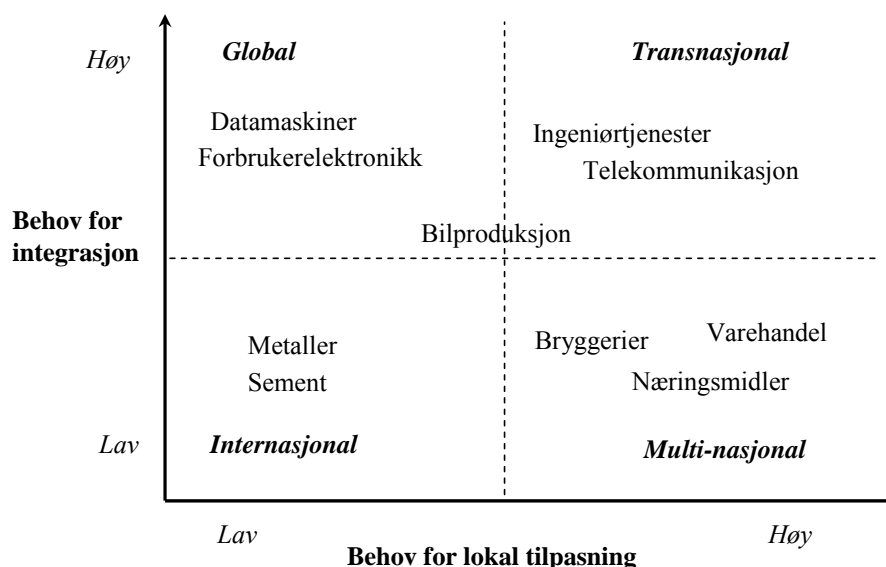 Høy
Global
Transnasjonal
Datamaskiner
Forbrukerelektronikk
Ingeniørtjenester
Telekommunikasjon
Behov for
integrasjon
Bilproduksjon
Metaller
Sement
Bryggerier
Varehandel
Næringsmidler
Lav
Internasjonal
Multi-nasjonal
Lav
Høy
Behov for lokal tilpasning